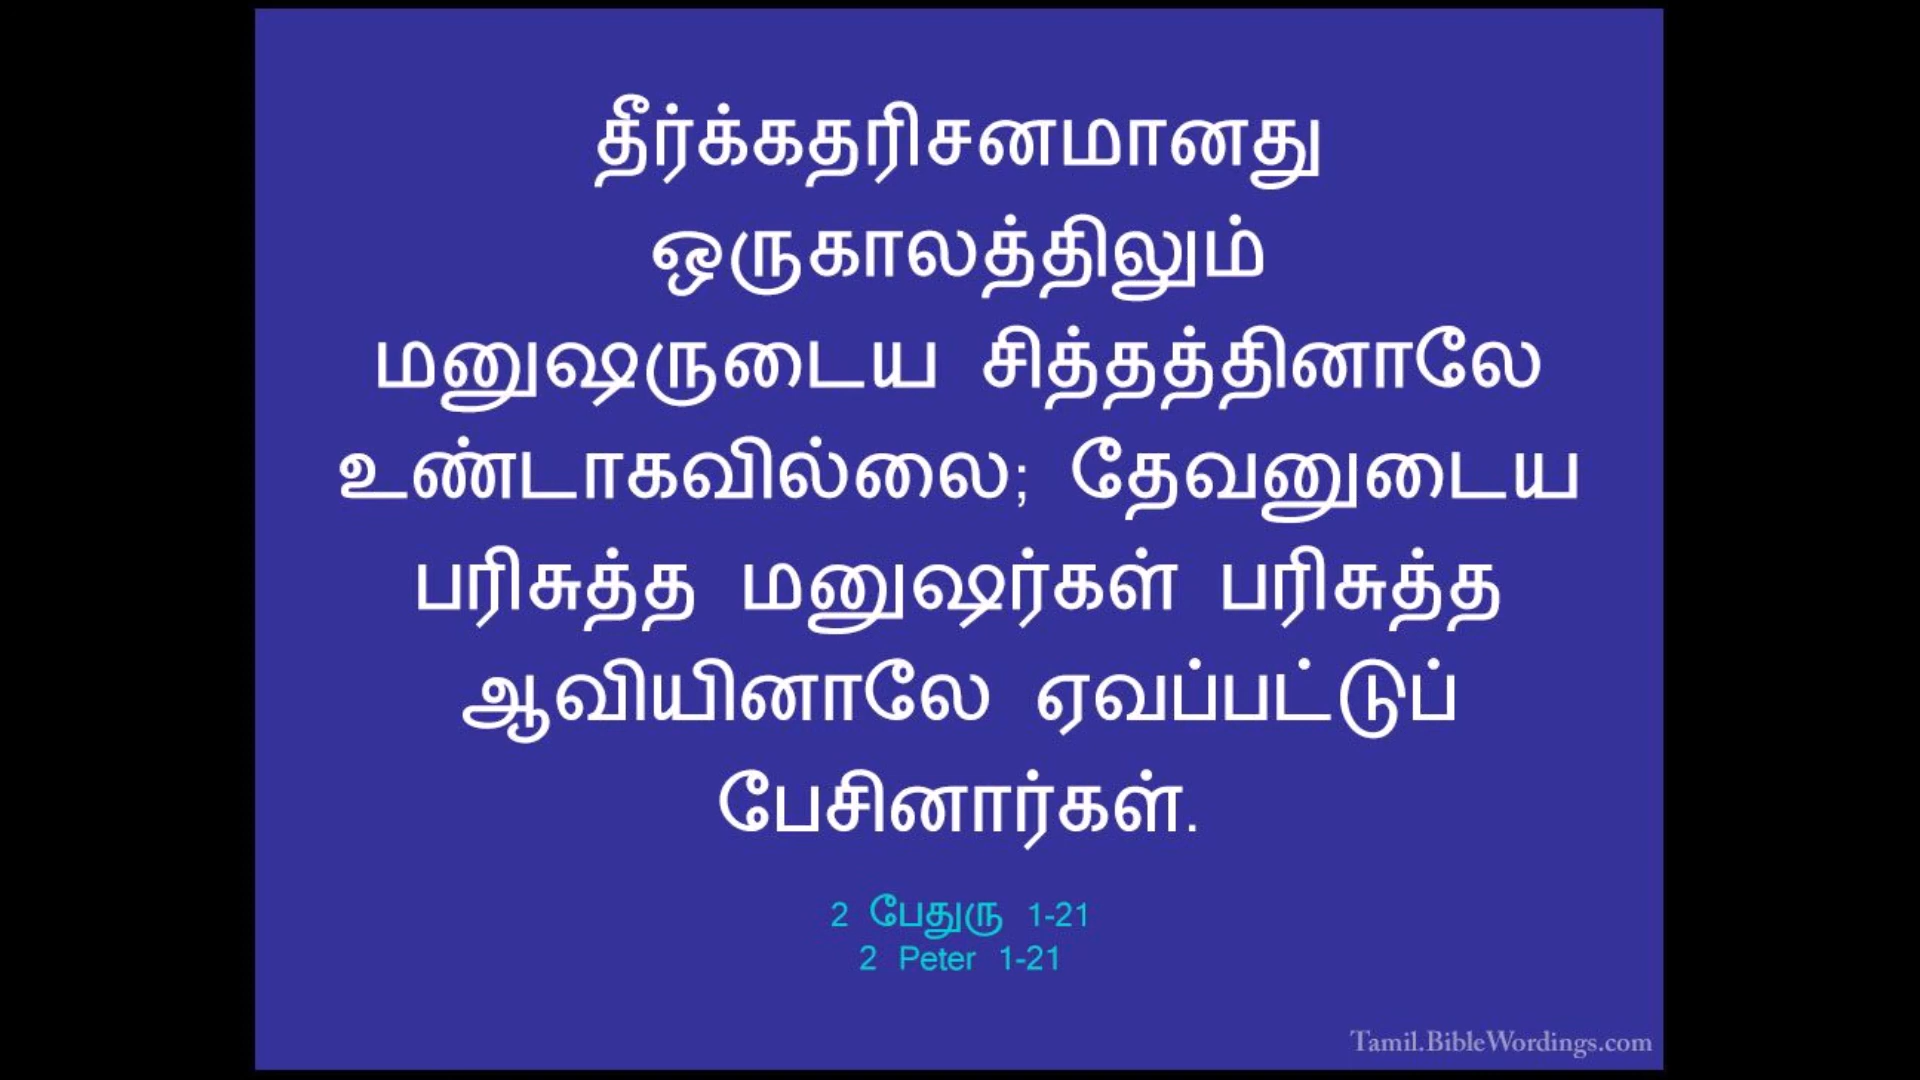 தீர்க்கதரிசனமானது
ஒருகாலத்திலும்
மனுஷருடைய சித்தத்தினாலே
உண்டாகவில்லை; தேவனுடைய
பரிசுத்த மனுஷர்கள் பரிசுத்த
ஆவியினாலே ஏவப்பட்டுப்
பேசினார்கள்.
2 பேதுரு 1-21
2 Peter 1-21
Tamil.BibleWordings.com